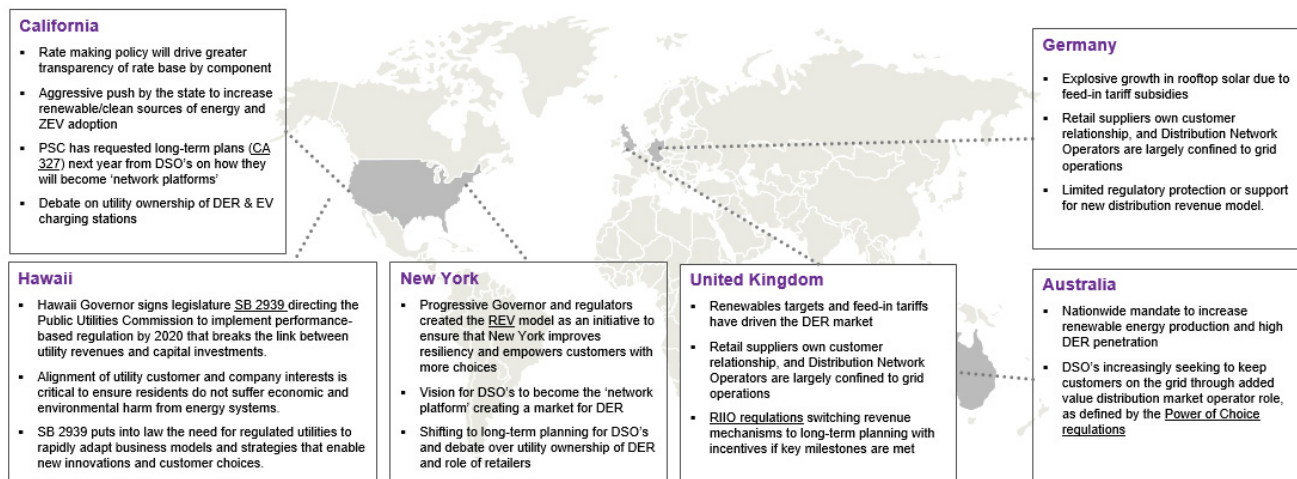 California
▪ Rate making policy will drive greater
transparency of rate base by component
▪ Aggressive push by the state to increase
renewable/clean sources of energy and
ZEV adoption
▪ PSC has requested long-term plans (CA
327) next year from DSO's on how they
will become 'network platforms'
▪ Debate on utility ownership of DER & EV
charging stations
Germany
▪ Explosive growth in rooftop solar due to
feed-in tariff subsidies
▪ Retail suppliers own customer
relationship, and Distribution Network
Operators are largely confined to grid
operations
▪ Limited regulatory protection or support
for new distribution revenue model.
Hawaii
▪ Hawaii Governor signs legislature SB 2939 directing the
Public Utilities Commission to implement performance-
based regulation by 2020 that breaks the link between
utility revenues and capital investments.
▪ Alignment of utility customer and company interests is
critical to ensure residents do not suffer economic and
environmental harm from energy systems.
▪ SB 2939 puts into law the need for regulated utilities to
rapidly adapt business models and strategies that enable
new innovations and customer choices.
New York
▪ Progressive Governor and regulators
created the REV model as an initiative to
ensure that New York improves
resiliency and empowers customers with
more choices
▪ Vision for DSO's to become the 'network
platform' creating a market for DER
▪ Shifting to long-term planning for DSO's
and debate over utility ownership of DER
and role of retailers
United Kingdom
▪ Renewables targets and feed-in tariffs
have driven the DER market
▪ Retail suppliers own customer
relationship, and Distribution Network
Operators are largely confined to grid
operations
▪ RIIO regulations switching revenue
mechanisms to long-term planning with
incentives if key milestones are met
Australia
▪ Nationwide mandate to increase
renewable energy production and high
DER penetration
▪ DSO's increasingly seeking to keep
customers on the grid through added
value distribution market operator role,
as defined by the Power of Choice
regulations